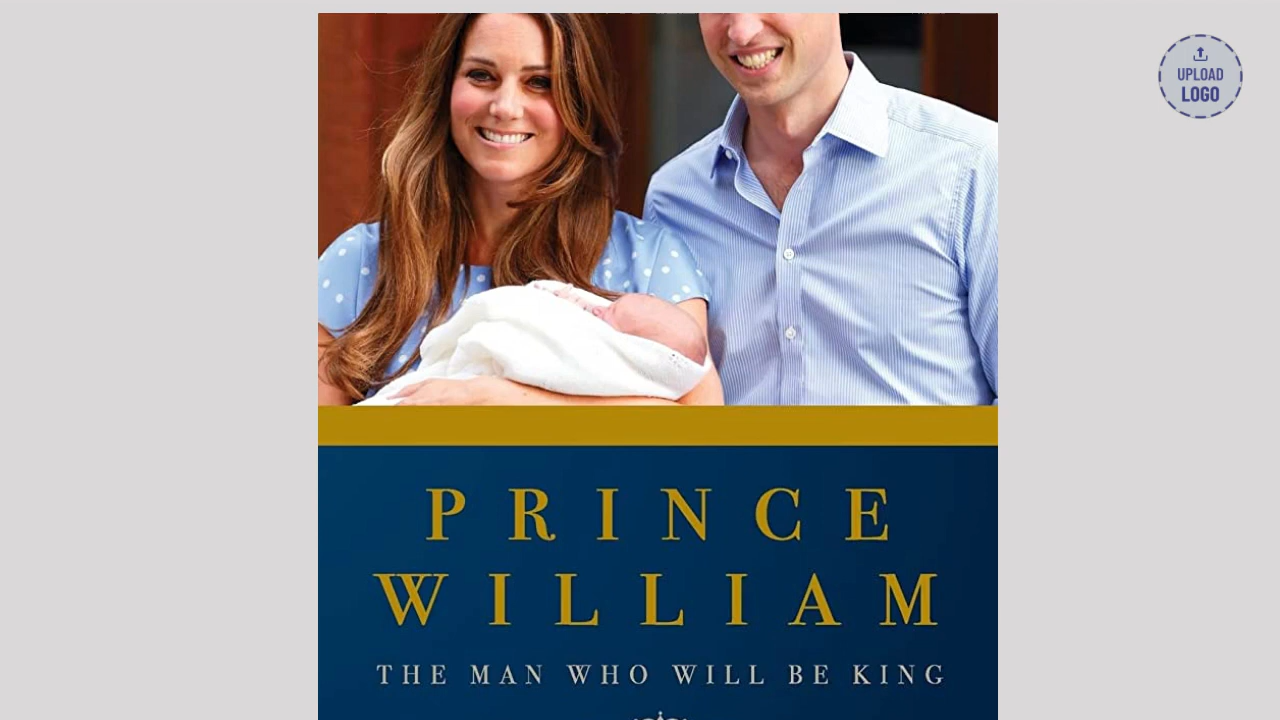 UPLOAD
LOGO
PRINCE
WILLIAM
THE MAN WHO WILL BE KING